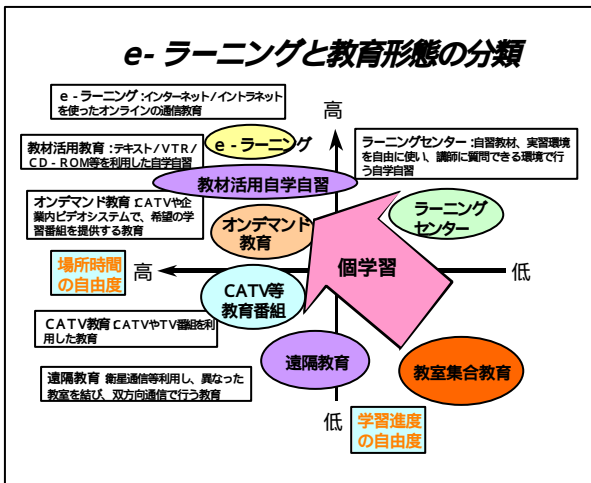 e-ラーニングと教育形態の分類
e-ラーニング:インターネット/イントラネット
を使ったオンラインの通信教育
高
教材活用教育:テキスト/VTR/
CD-ROM等を利用した自学自習
e-ラーニング
ラーニングセンター:自習教材、実習環境
を自由に使い、講師に質問できる環境で行
う自学自習
教材活用自学自習
オンデマンド教育:CATVや企
業内ビデオシステムで、希望の学
習番組を提供する教育
オンデマンド
教育
ラーニング
センター
場所時間
の自由度
高
個学習
低
CATV等
教育番組
CATV教育:CATVやTV番組を利
用した教育
遠隔教育
教室集合教育
遠隔教育:衛星通信等利用し、異なった
教室を結び、双方向通信で行う教育
低
学習進度
の自由度